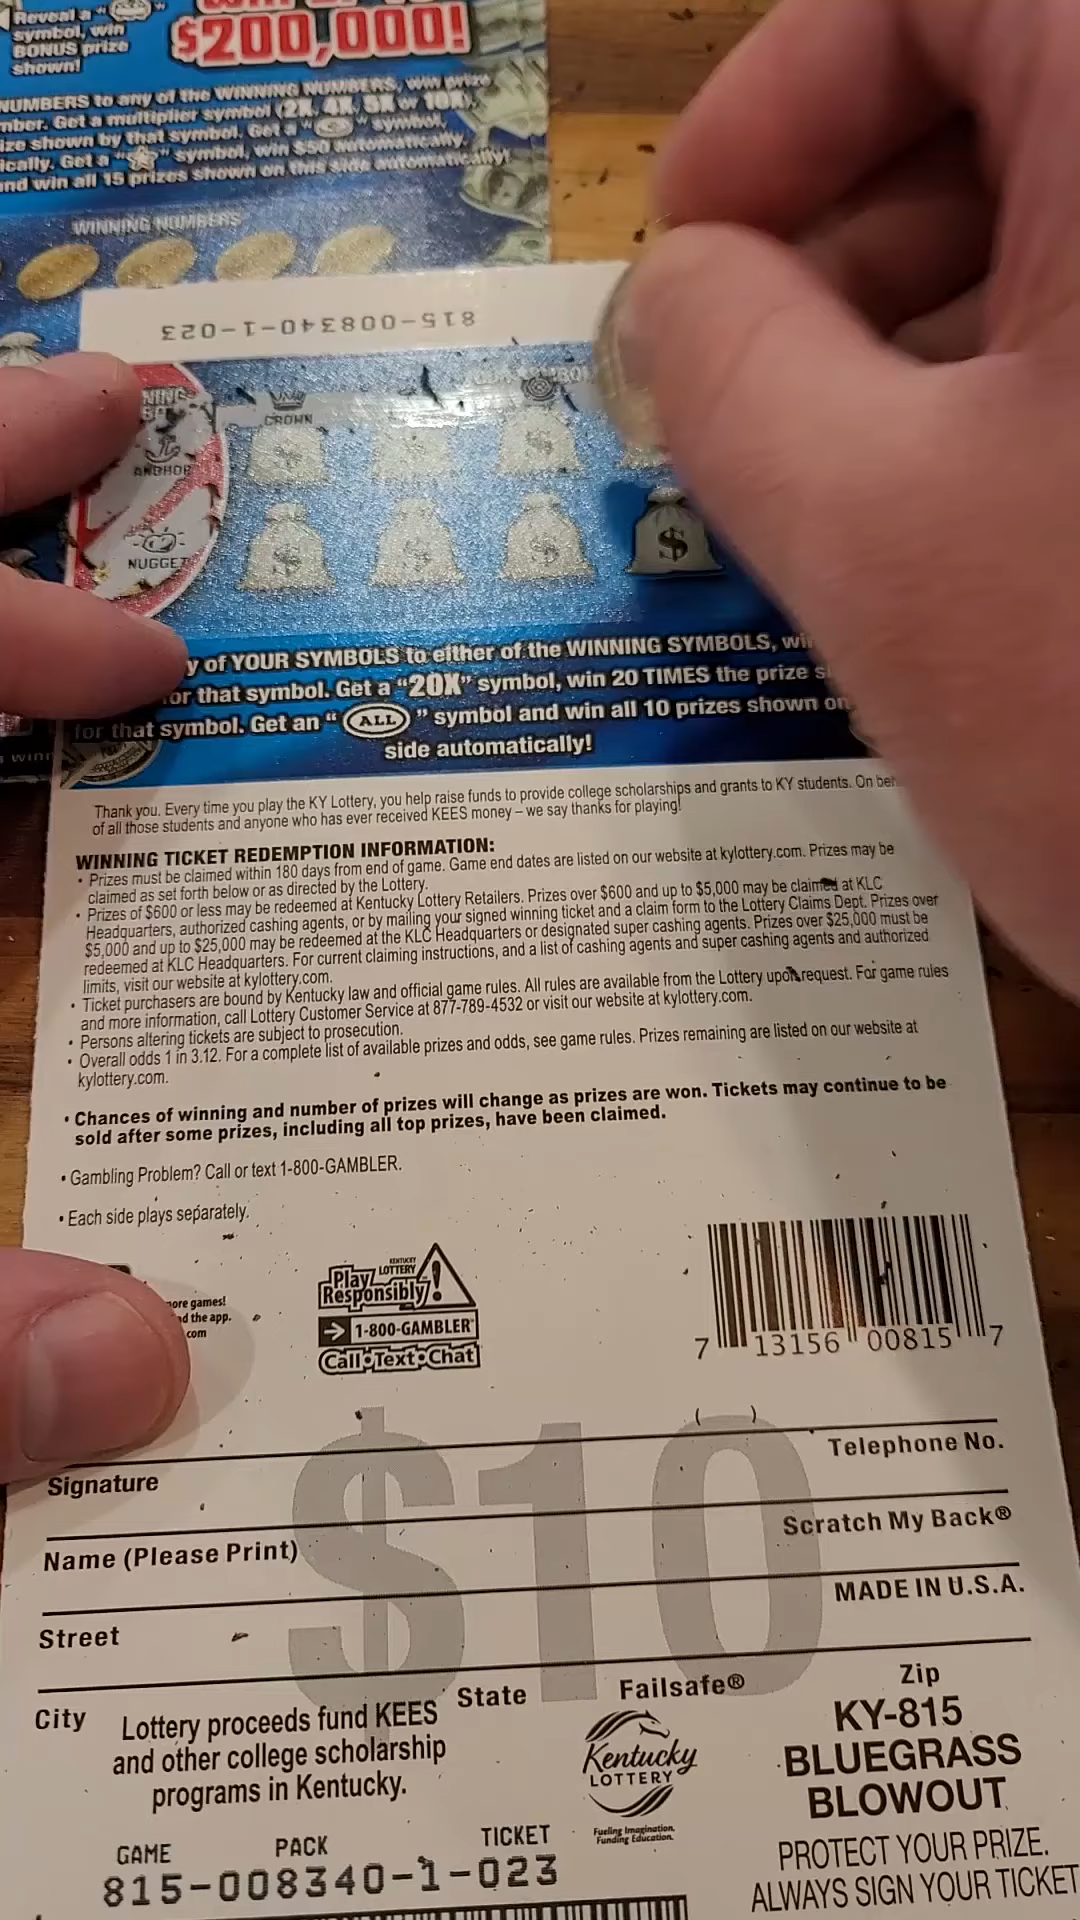 Reveal a "
"
symbol, win
BONUS prize
shown!
$200,000!
NUMBERS to any of the WINNING NUMBERS, win prize
mber. Get a multiplier symbol (2X, 4X, 5X or 10X),
ize shown by that symbol. Get a "
" symbol,
ically. Get a "
" symbol, win $50 automatically.
and win all 15 prizes shown on this side automatically!
WINNING NUMBERS
815-008340-1-023
CROWN
ANCHOR
NUGGET
y of YOUR SYMBOLS to either of the WINNING SYMBOLS, wi
for that symbol. Get a "20X" symbol, win 20 TIMES the prize s
for that symbol. Get an "ALL" symbol and win all 10 prizes shown on
side automatically!
Thank you. Every time you play the KY Lottery, you help raise funds to provide college scholarships and grants to KY students. On beh
of all those students and anyone who has ever received KEES money – we say thanks for playing!
WINNING TICKET REDEMPTION INFORMATION:
• Prizes must be claimed within 180 days from end of game. Game end dates are listed on our website at kylottery.com. Prizes may be
claimed as set forth below or as directed by the Lottery.
• Prizes of $600 or less may be redeemed at Kentucky Lottery Retailers. Prizes over $600 and up to $5,000 may be claimed at KLC
Headquarters, authorized cashing agents, or by mailing your signed winning ticket and a claim form to the Lottery Claims Dept. Prizes over
$5,000 and up to $25,000 may be redeemed at the KLC Headquarters or designated super cashing agents. Prizes over $25,000 must be
redeemed at KLC Headquarters. For current claiming instructions, and a list of cashing agents and super cashing agents and authorized
limits, visit our website at kylottery.com.
• Ticket purchasers are bound by Kentucky law and official game rules. All rules are available from the Lottery upon request. For game rules
and more information, call Lottery Customer Service at 877-789-4532 or visit our website at kylottery.com.
• Persons altering tickets are subject to prosecution.
• Overall odds 1 in 3.12. For a complete list of available prizes and odds, see game rules. Prizes remaining are listed on our website at
kylottery.com.
• Chances of winning and number of prizes will change as prizes are won. Tickets may continue to be
sold after some prizes, including all top prizes, have been claimed.
• Gambling Problem? Call or text 1-800-GAMBLER.
• Each side plays separately.
more games!
d the app.
com
KENTUCKY
LOTTERY
Play
Responsibly!
1-800-GAMBLER
Call•Text•Chat
7 13156 00815 7
$10
( )
Signature
Telephone No.
Name (Please Print)
Scratch My Back®
MADE IN U.S.A.
Street
City
State
Zip
Failsafe®
Lottery proceeds fund KEES
and other college scholarship
programs in Kentucky.
Kentucky
LOTTERY
Fueling Imagination.
Funding Education.
KY-815
BLUEGRASS
BLOWOUT
PROTECT YOUR PRIZE.
ALWAYS SIGN YOUR TICKET
GAME PACK TICKET
815-008340-1-023